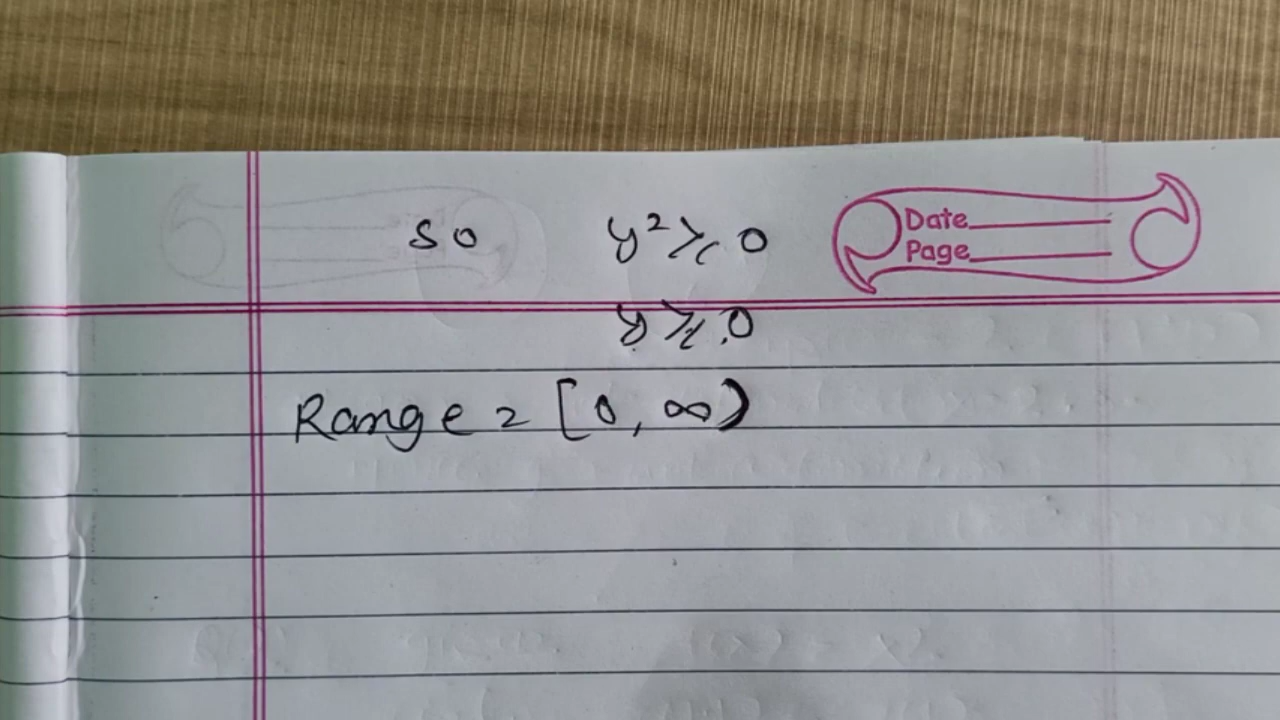 so y² ≥ 0
Date
Page
y ≥ 0
Range = [0, ∞)